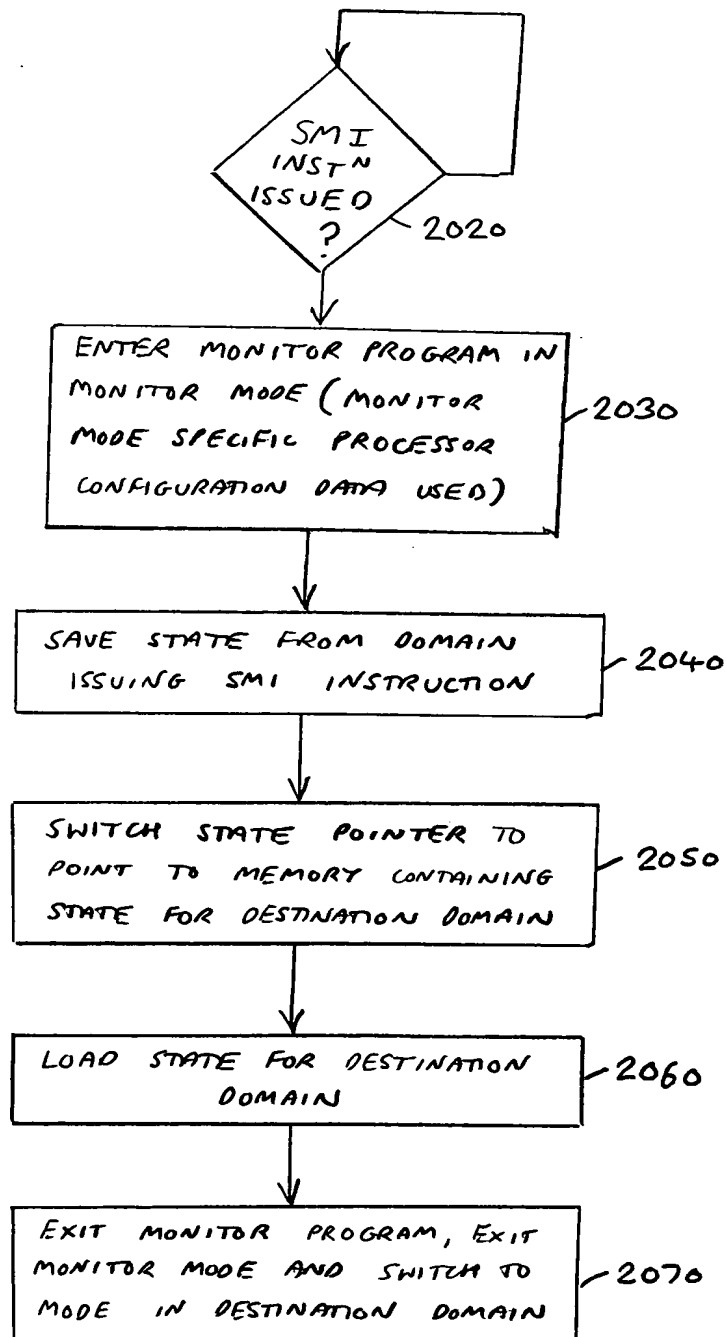 SMI
INSTN
ISSUED
?
2020
ENTER MONITOR PROGRAM IN
MONITOR MODE (MONITOR
MODE SPECIFIC PROCESSOR
CONFIGURATION DATA USED)
2030
SAVE STATE FROM DOMAIN
ISSUING SMI INSTRUCTION
2040
SWITCH STATE POINTER TO
POINT TO MEMORY CONTAINING
STATE FOR DESTINATION DOMAIN
2050
LOAD STATE FOR DESTINATION
DOMAIN
2060
EXIT MONITOR PROGRAM, EXIT
MONITOR MODE AND SWITCH TO
MODE IN DESTINATION DOMAIN
2070